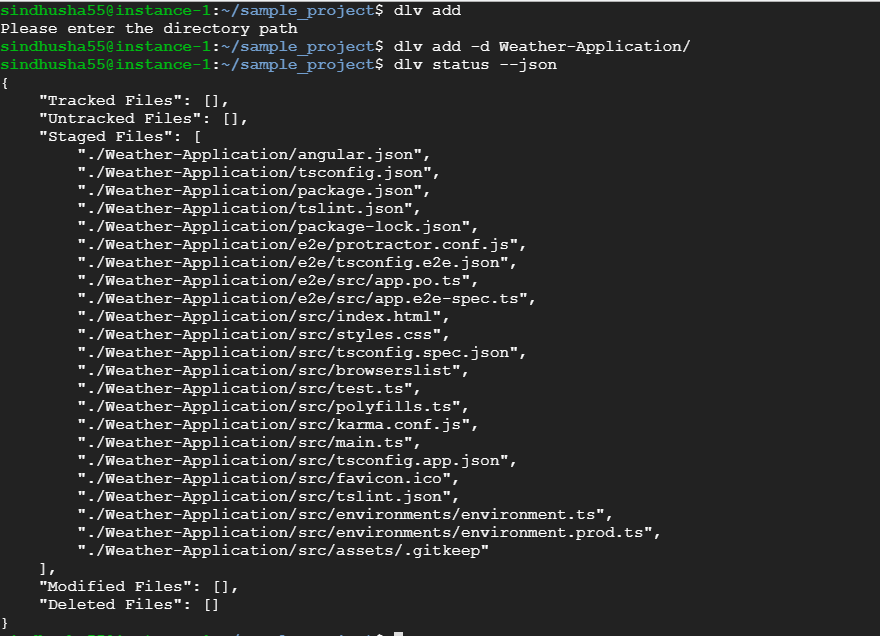 sindhusha55@instance-1:~/sample_project$ dlv add
Please enter the directory path
sindhusha55@instance-1:~/sample_project$ dlv add -d Weather-Application/
sindhusha55@instance-1:~/sample_project$ dlv status --json
{
    "Tracked Files": [],
    "Untracked Files": [],
    "Staged Files": [
        "./Weather-Application/angular.json",
        "./Weather-Application/tsconfig.json",
        "./Weather-Application/package.json",
        "./Weather-Application/tslint.json",
        "./Weather-Application/package-lock.json",
        "./Weather-Application/e2e/protractor.conf.js",
        "./Weather-Application/e2e/tsconfig.e2e.json",
        "./Weather-Application/e2e/src/app.po.ts",
        "./Weather-Application/e2e/src/app.e2e-spec.ts",
        "./Weather-Application/src/index.html",
        "./Weather-Application/src/styles.css",
        "./Weather-Application/src/tsconfig.spec.json",
        "./Weather-Application/src/browserslist",
        "./Weather-Application/src/test.ts",
        "./Weather-Application/src/polyfills.ts",
        "./Weather-Application/src/karma.conf.js",
        "./Weather-Application/src/main.ts",
        "./Weather-Application/src/tsconfig.app.json",
        "./Weather-Application/src/favicon.ico",
        "./Weather-Application/src/tslint.json",
        "./Weather-Application/src/environments/environment.ts",
        "./Weather-Application/src/environments/environment.prod.ts",
        "./Weather-Application/src/assets/.gitkeep"
    ],
    "Modified Files": [],
    "Deleted Files": []
}